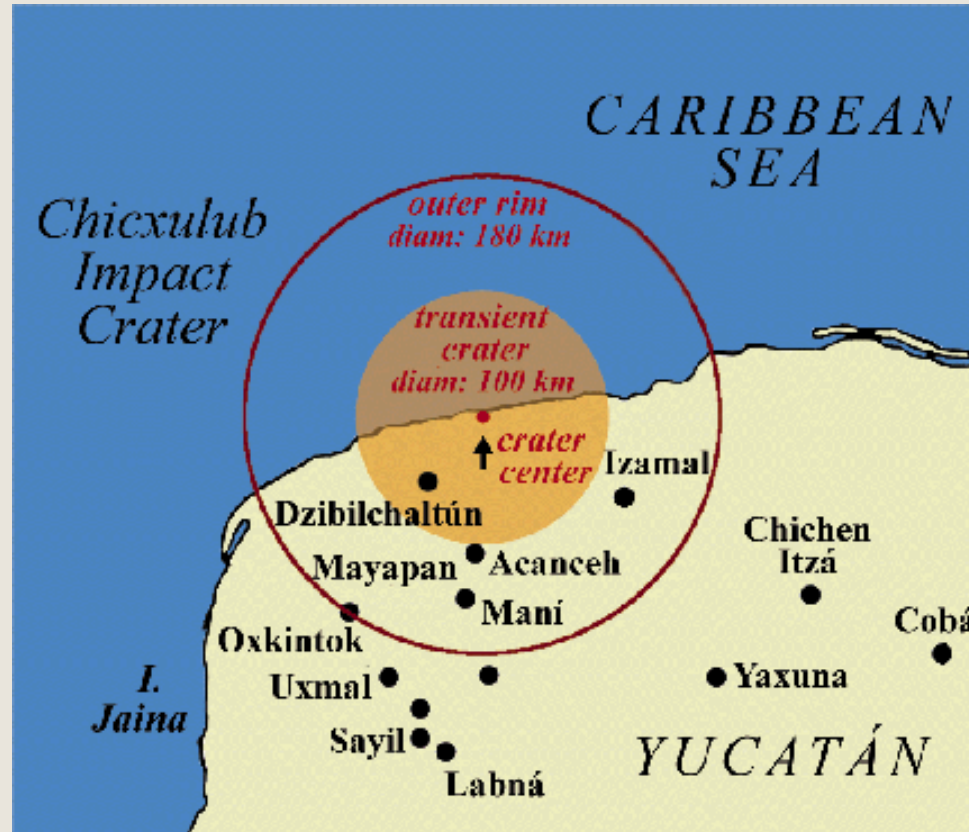 CARIBBEAN
SEA
Chicxulub
Impact
Crater
outer rim
diam: 180 km
transient
crater
diam: 100 km
crater
center
Izamal
Dzibilchaltún
Chichen
Itzá
Mayapan
Acanceh
Maní
Cobá
Oxkintok
I.
Jaina
Uxmal
Yaxuna
Sayil
YUCATÁN
Labná